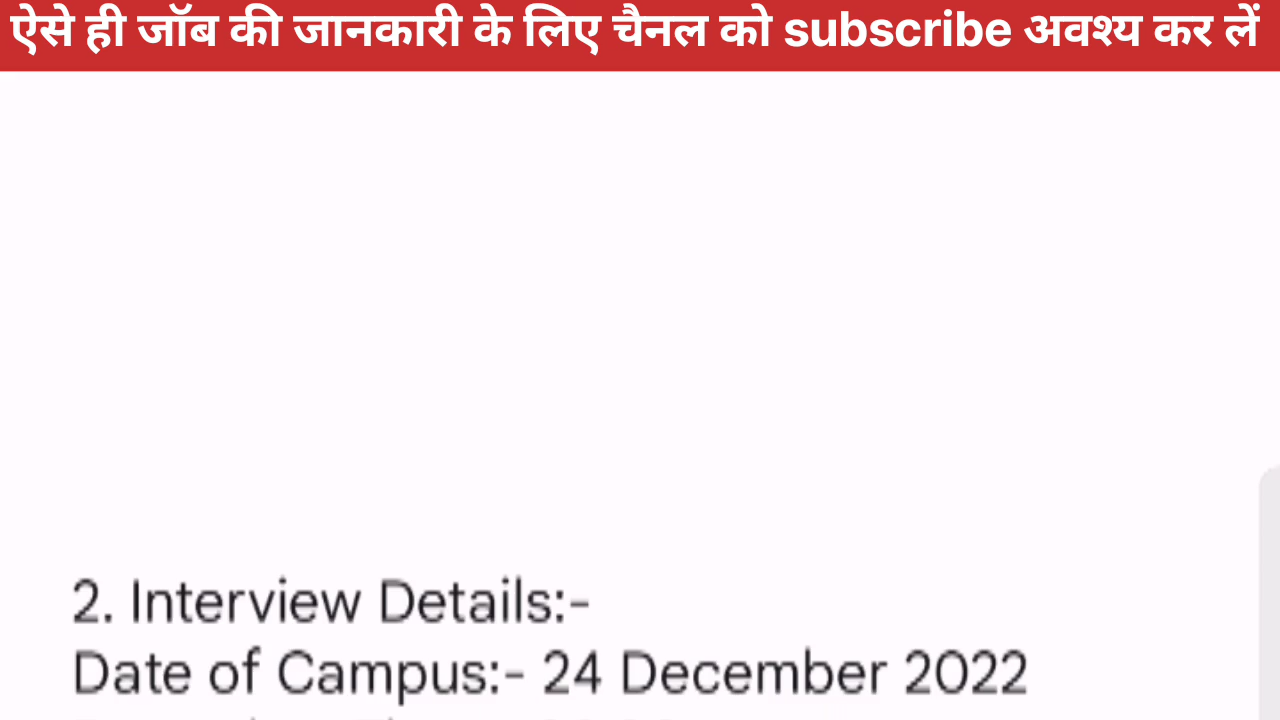 ऐसे ही जॉब की जानकारी के लिए चैनल को subscribe अवश्य कर लें
2. Interview Details:-
Date of Campus:- 24 December 2022